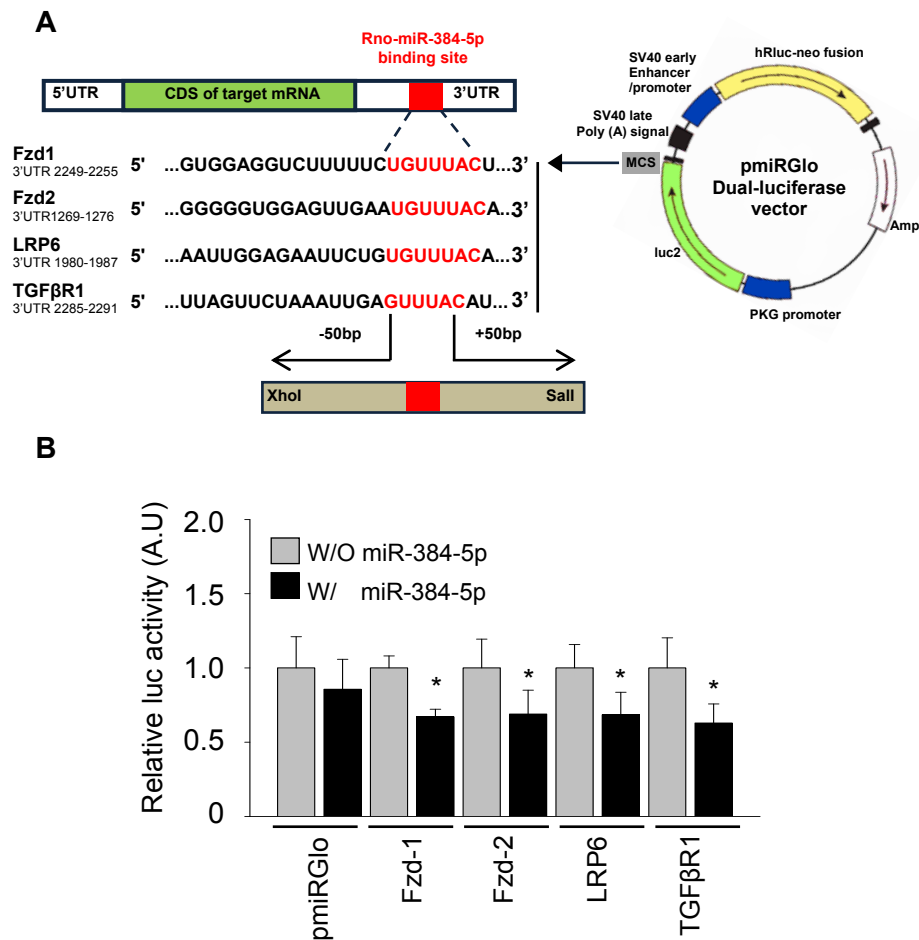 A
Rno-miR-384-5p
binding site
5’UTR
CDS of target mRNA
3’UTR
Fzd1
3’UTR 2249-2255
5' ...GUGGAGGUCUUUUUCUGUUUACU...3’
Fzd2
3’UTR1269-1276
5' ...GGGGGUGGAGUUGAAUGUUUACA...3’
LRP6
3’UTR 1980-1987
5' ...AAUUGGAGAAUUCUGUGUUUACA...3’
TGFβR1
3’UTR 2285-2291
5' ...UUAGUUCUAAAUUGAGUUUACAU...3’
-50bp
+50bp
XhoI
SalI
SV40 early
Enhancer
/promoter
hRluc-neo fusion
SV40 late
Poly (A) signal
MCS
pmiRGlo
Dual-luciferase
vector
Amp
luc2
PKG promoter
B
Relative luc activity (A.U)
2.0
1.5
1.0
0.5
0
W/O miR-384-5p
W/ miR-384-5p
*
*
*
*
pmiRGlo
Fzd-1
Fzd-2
LRP6
TGFβR1